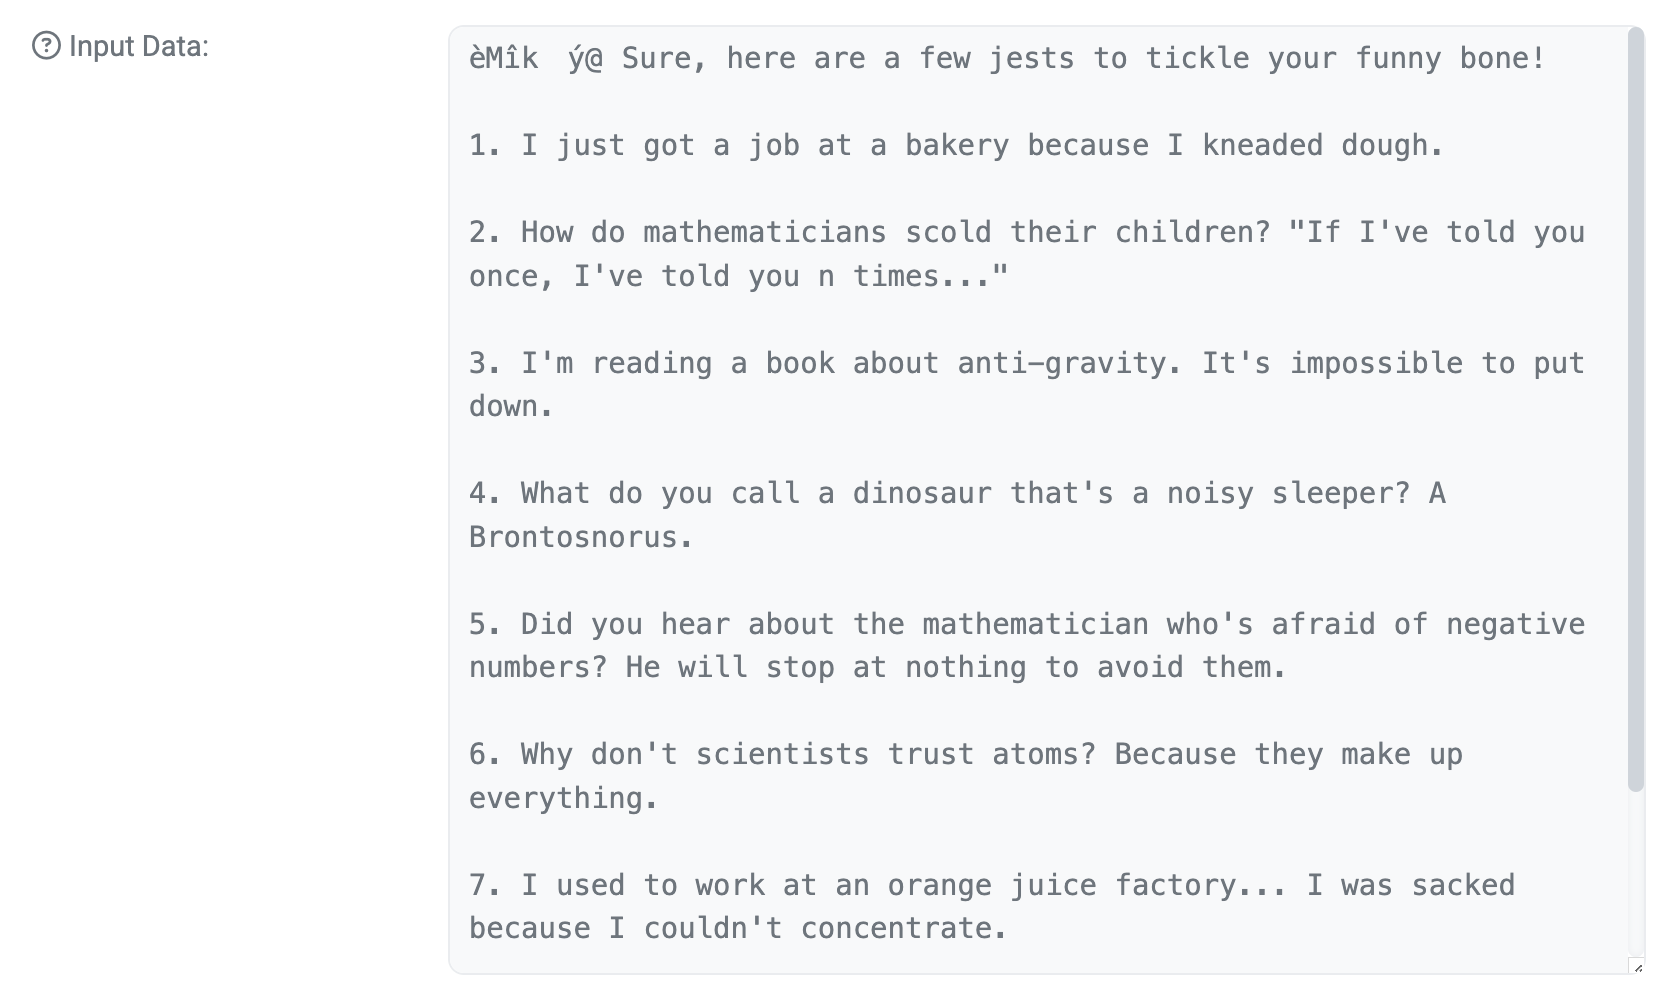 Input Data:
èMîk  ý@ Sure, here are a few jests to tickle your funny bone!
1. I just got a job at a bakery because I kneaded dough.
2. How do mathematicians scold their children? "If I've told you
once, I've told you n times..."
3. I'm reading a book about anti-gravity. It's impossible to put
down.
4. What do you call a dinosaur that's a noisy sleeper? A
Brontosnorus.
5. Did you hear about the mathematician who's afraid of negative
numbers? He will stop at nothing to avoid them.
6. Why don't scientists trust atoms? Because they make up
everything.
7. I used to work at an orange juice factory... I was sacked
because I couldn't concentrate.